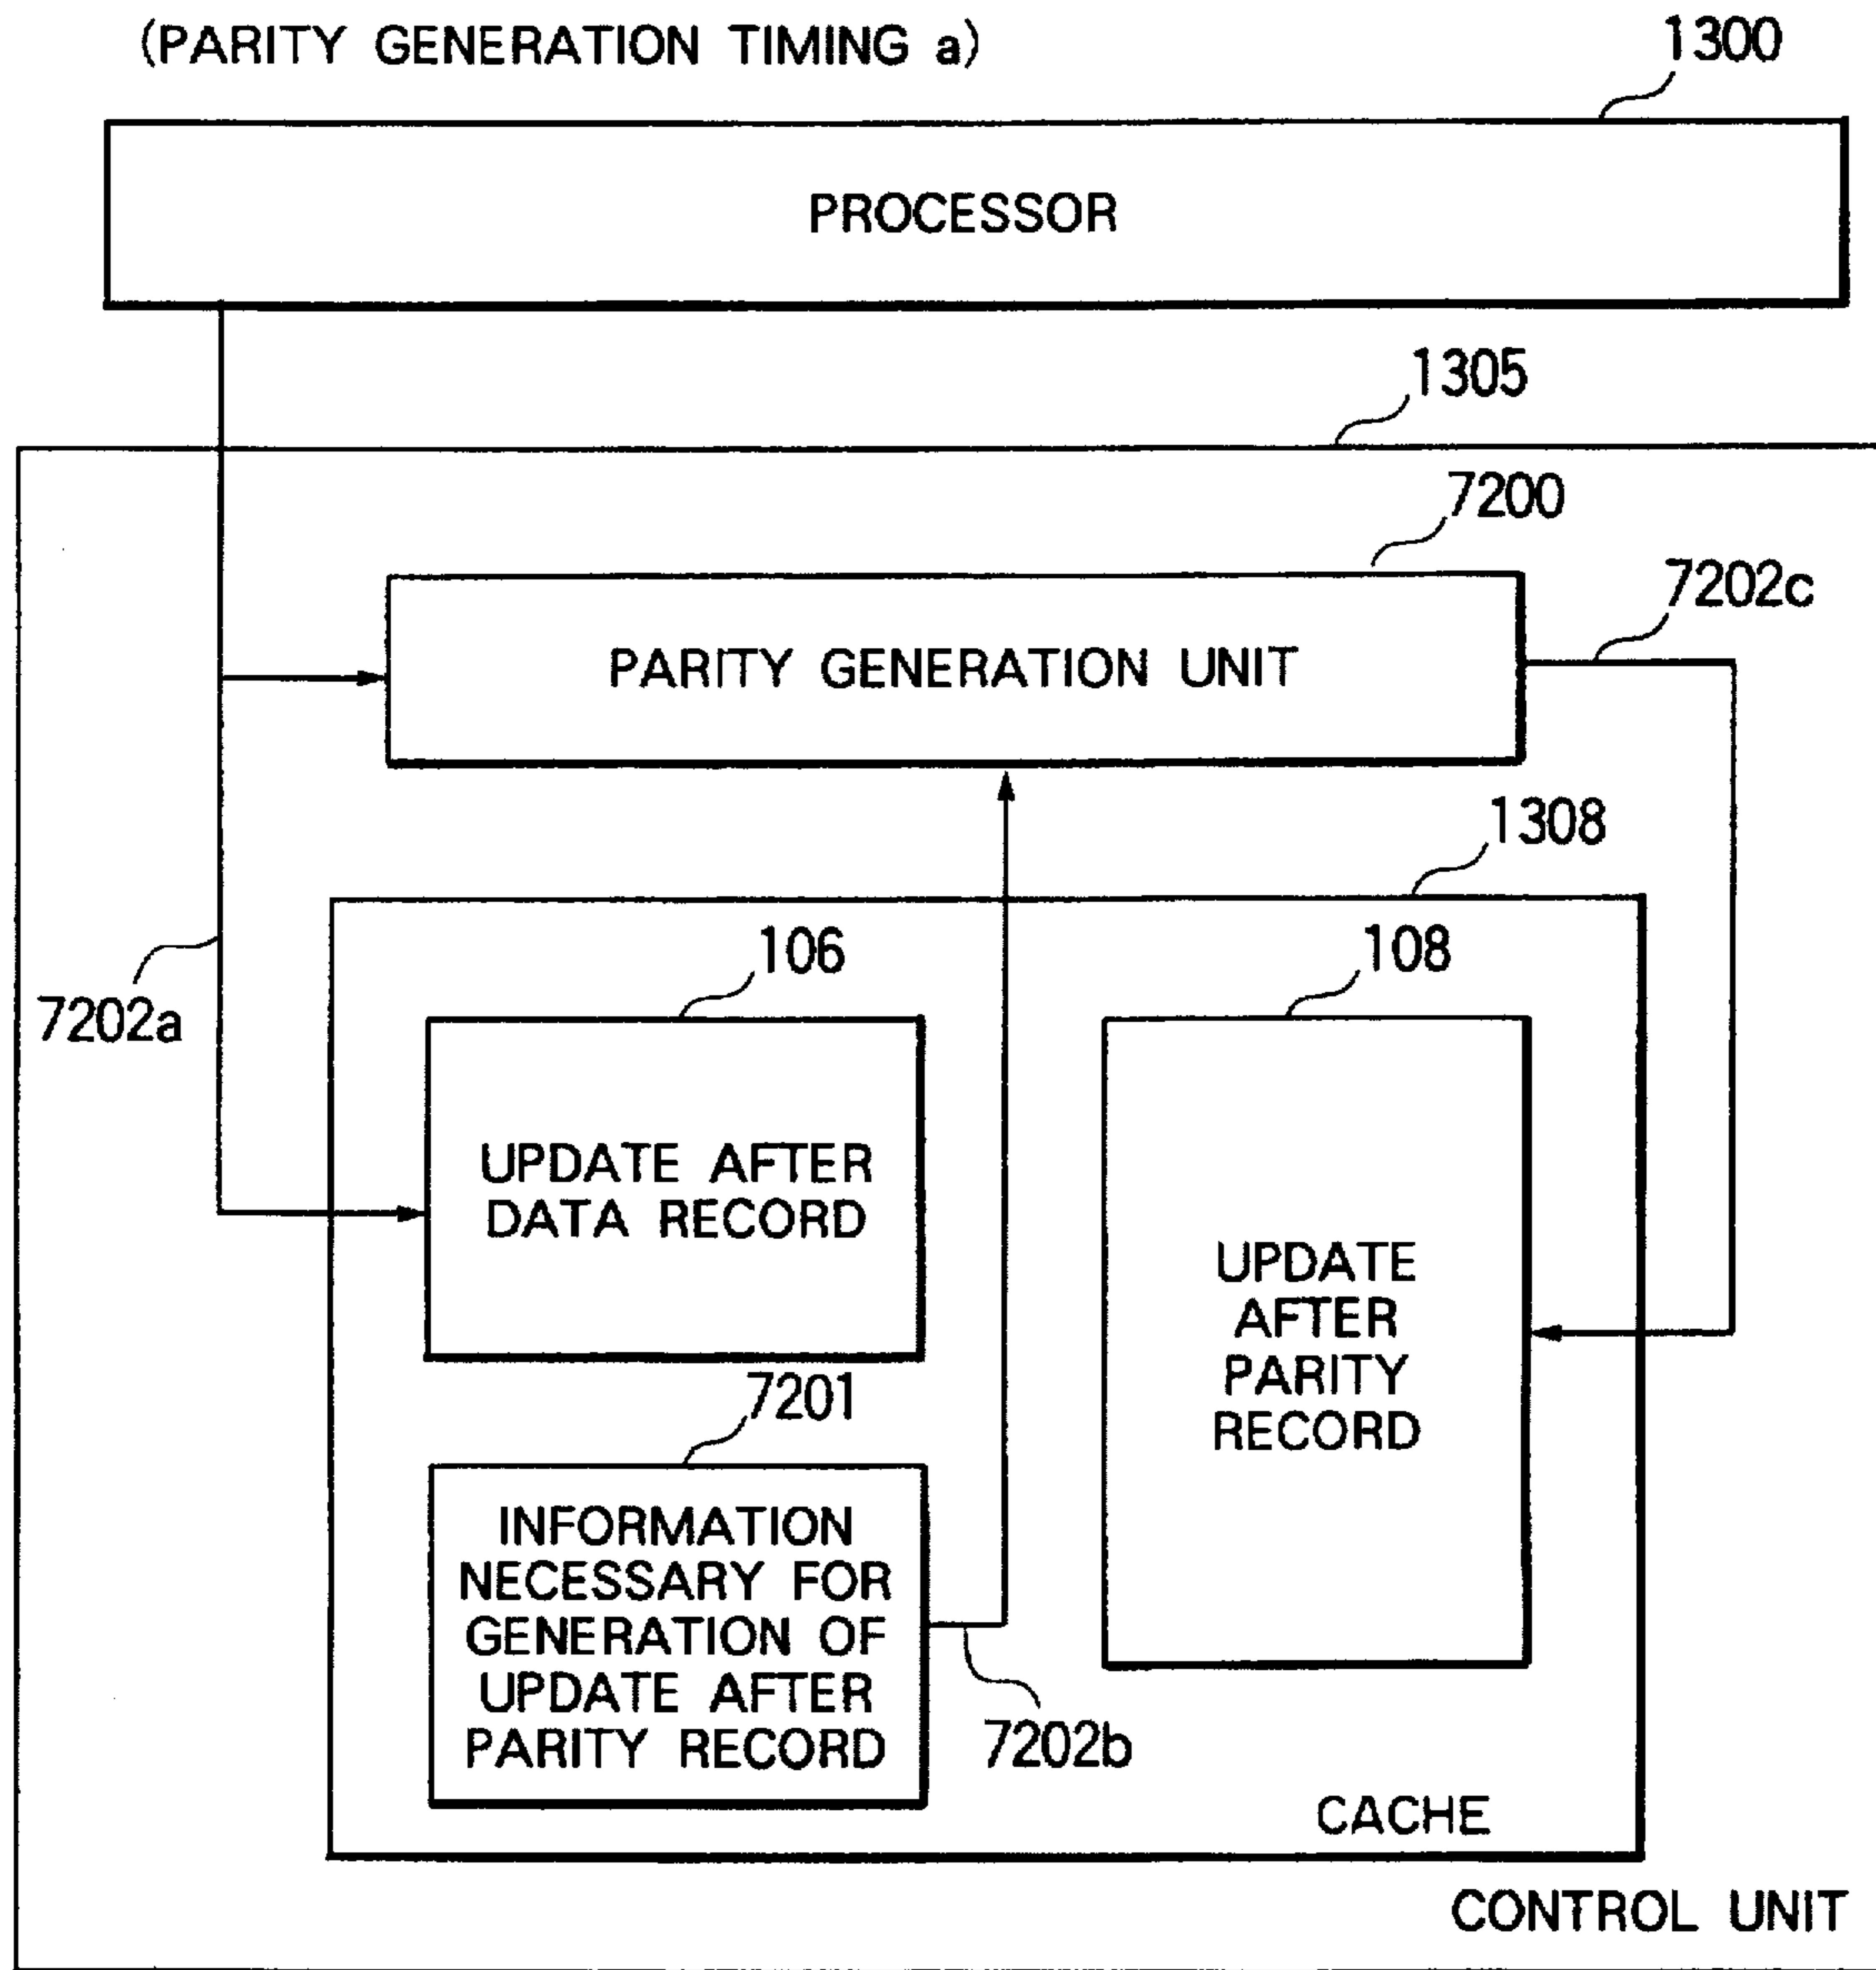 (PARITY GENERATION TIMING a)
1300
PROCESSOR
1305
7200
7202c
PARITY GENERATION UNIT
1308
106
108
7202a
UPDATE AFTER
DATA RECORD
UPDATE
AFTER
PARITY
RECORD
7201
INFORMATION
NECESSARY FOR
GENERATION OF
UPDATE AFTER
PARITY RECORD
7202b
CACHE
CONTROL UNIT